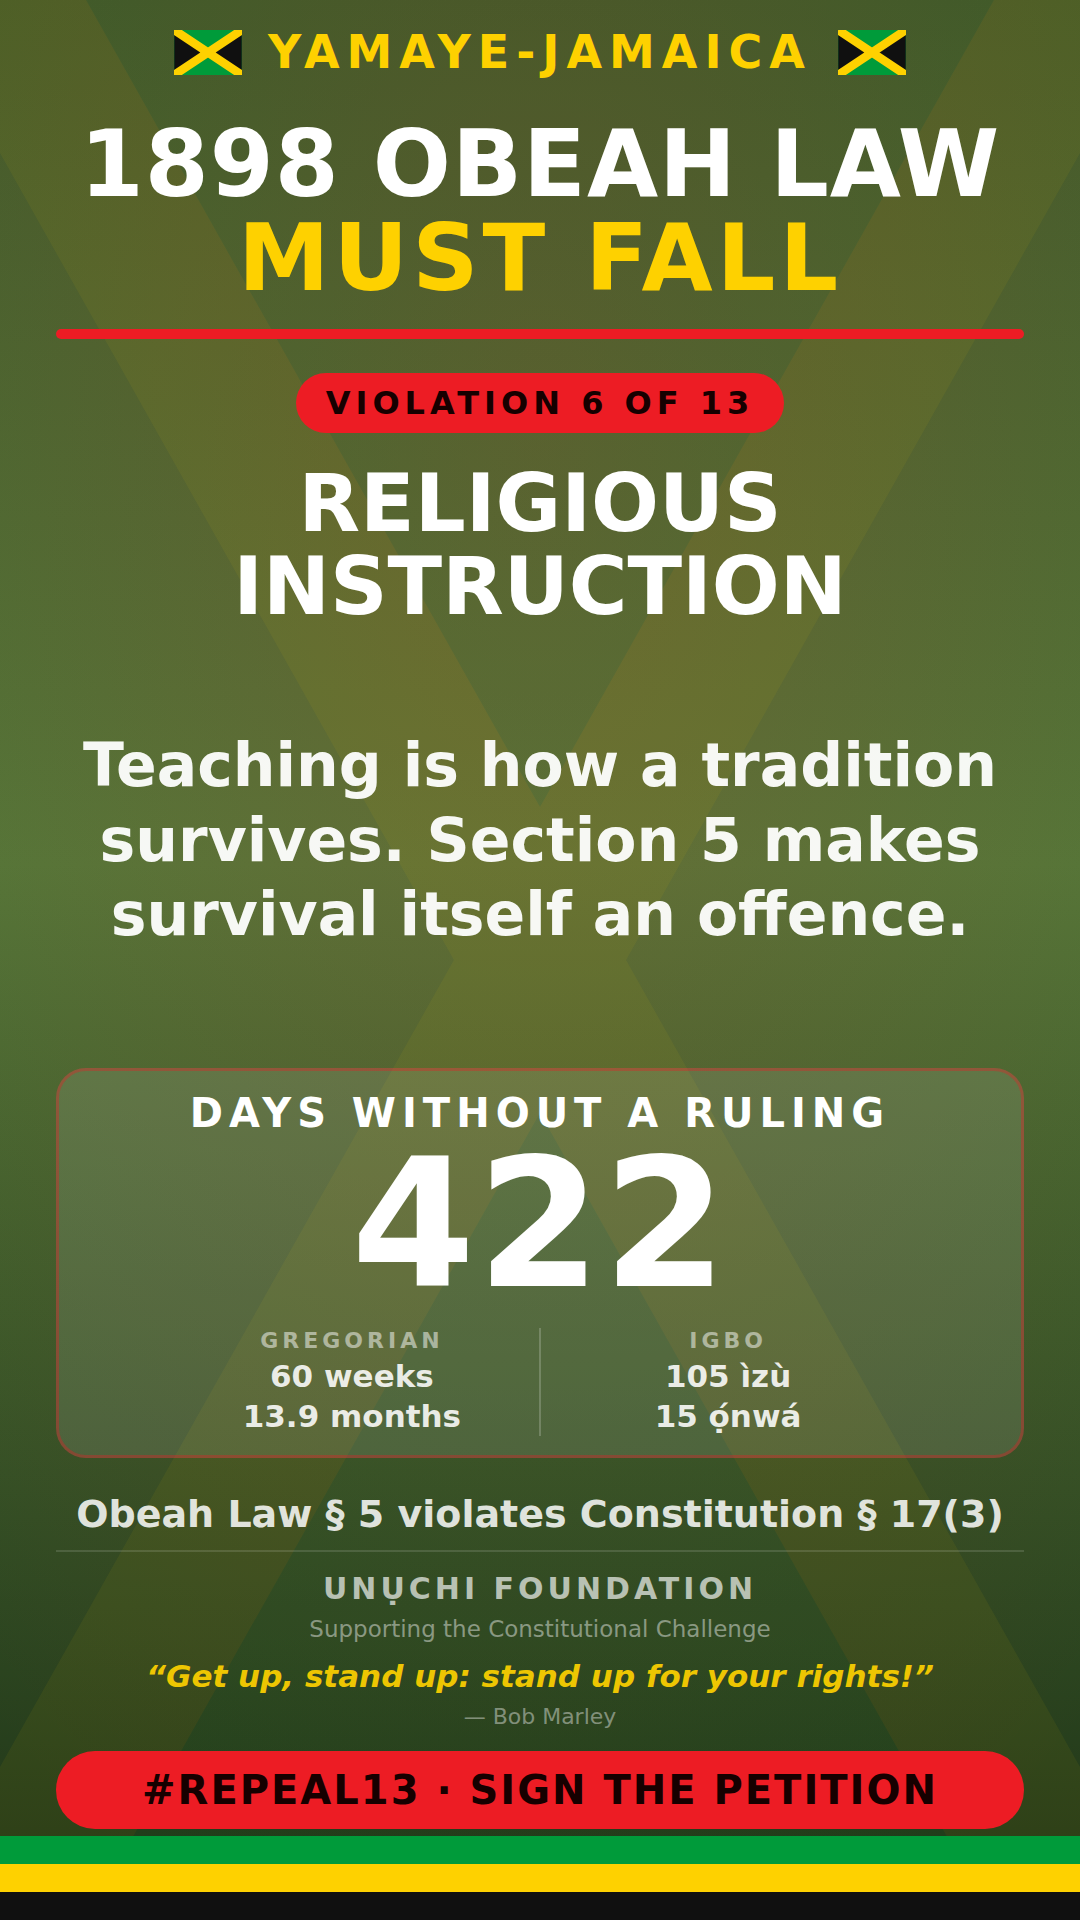 YAMAYE-JAMAICA
1898 OBEAH LAW
MUST FALL
VIOLATION 6 OF 13
RELIGIOUS
INSTRUCTION
Teaching is how a tradition
survives. Section 5 makes
survival itself an offence.
DAYS WITHOUT A RULING
422
GREGORIAN
60 weeks
13.9 months
IGBO
105 ìzù
15 ọ́nwá
Obeah Law § 5 violates Constitution § 17(3)
UNỤCHI FOUNDATION
Supporting the Constitutional Challenge
“Get up, stand up: stand up for your rights!”
— Bob Marley
#REPEAL13 · SIGN THE PETITION